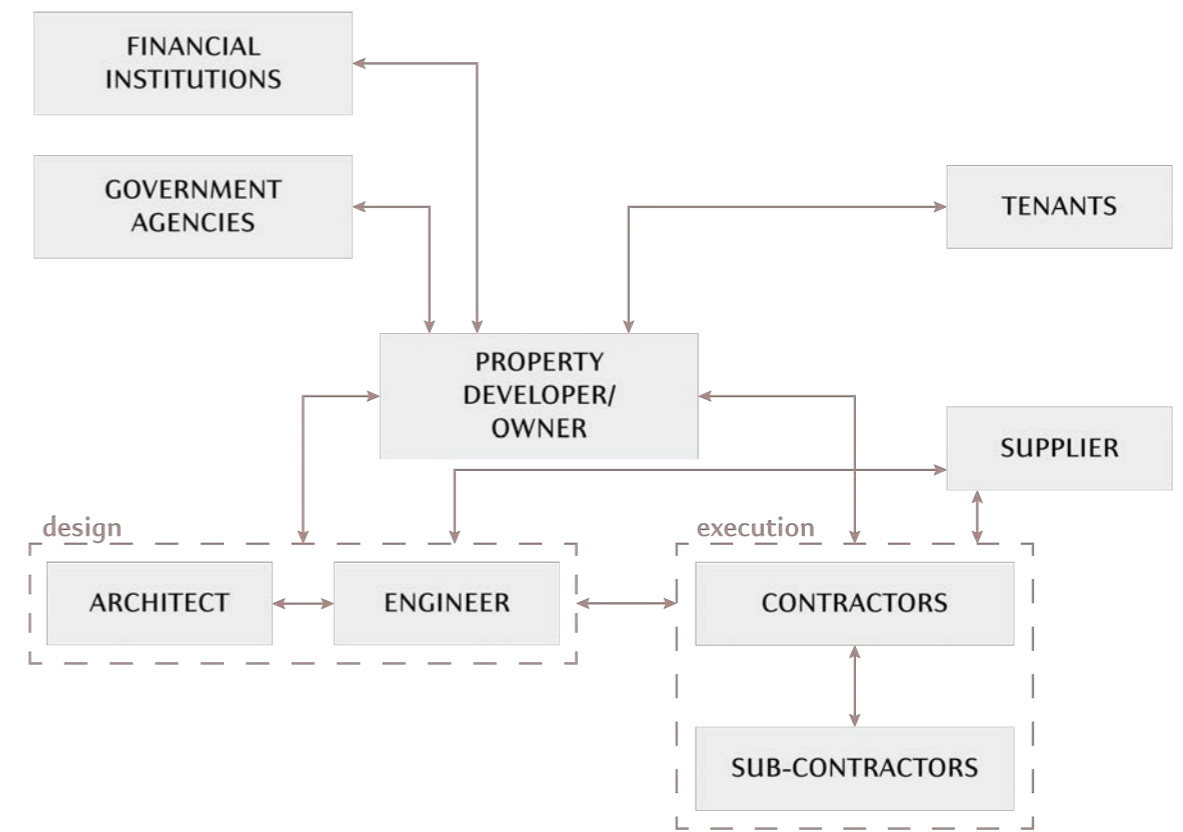 FINANCIAL
INSTITUTIONS
GOVERNMENT
AGENCIES
TENANTS
PROPERTY
DEVELOPER/
OWNER
SUPPLIER
design
execution
ARCHITECT
ENGINEER
CONTRACTORS
SUB-CONTRACTORS